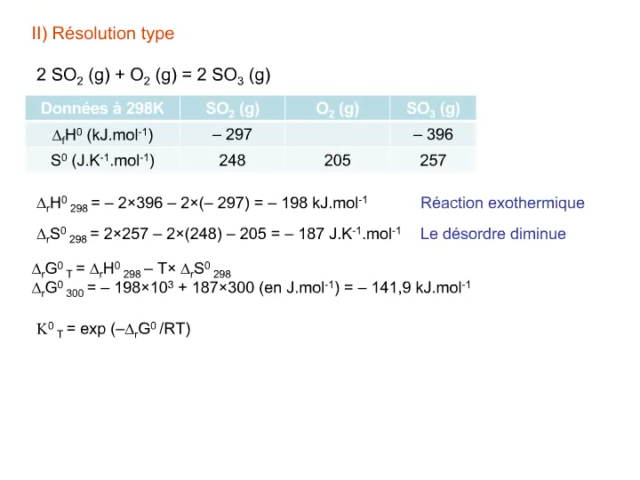 II) Résolution type
2 SO₂ (g) + O₂ (g) = 2 SO₃ (g)
Données à 298K SO₂ (g) O₂ (g) SO₃ (g)
ΔfH⁰ (kJ.mol⁻¹) – 297 – 396
S⁰ (J.K⁻¹.mol⁻¹) 248 205 257
ΔrH⁰ ₂₉₈ = – 2×396 – 2×(– 297) = – 198 kJ.mol⁻¹ Réaction exothermique
ΔrS⁰ ₂₉₈ = 2×257 – 2×(248) – 205 = – 187 J.K⁻¹.mol⁻¹ Le désordre diminue
ΔrG⁰ T = ΔrH⁰ ₂₉₈ – T× ΔrS⁰ ₂₉₈
ΔrG⁰ ₃₀₀ = – 198×10³ + 187×300 (en J.mol⁻¹) = – 141,9 kJ.mol⁻¹
K⁰ T = exp (–ΔrG⁰ /RT)